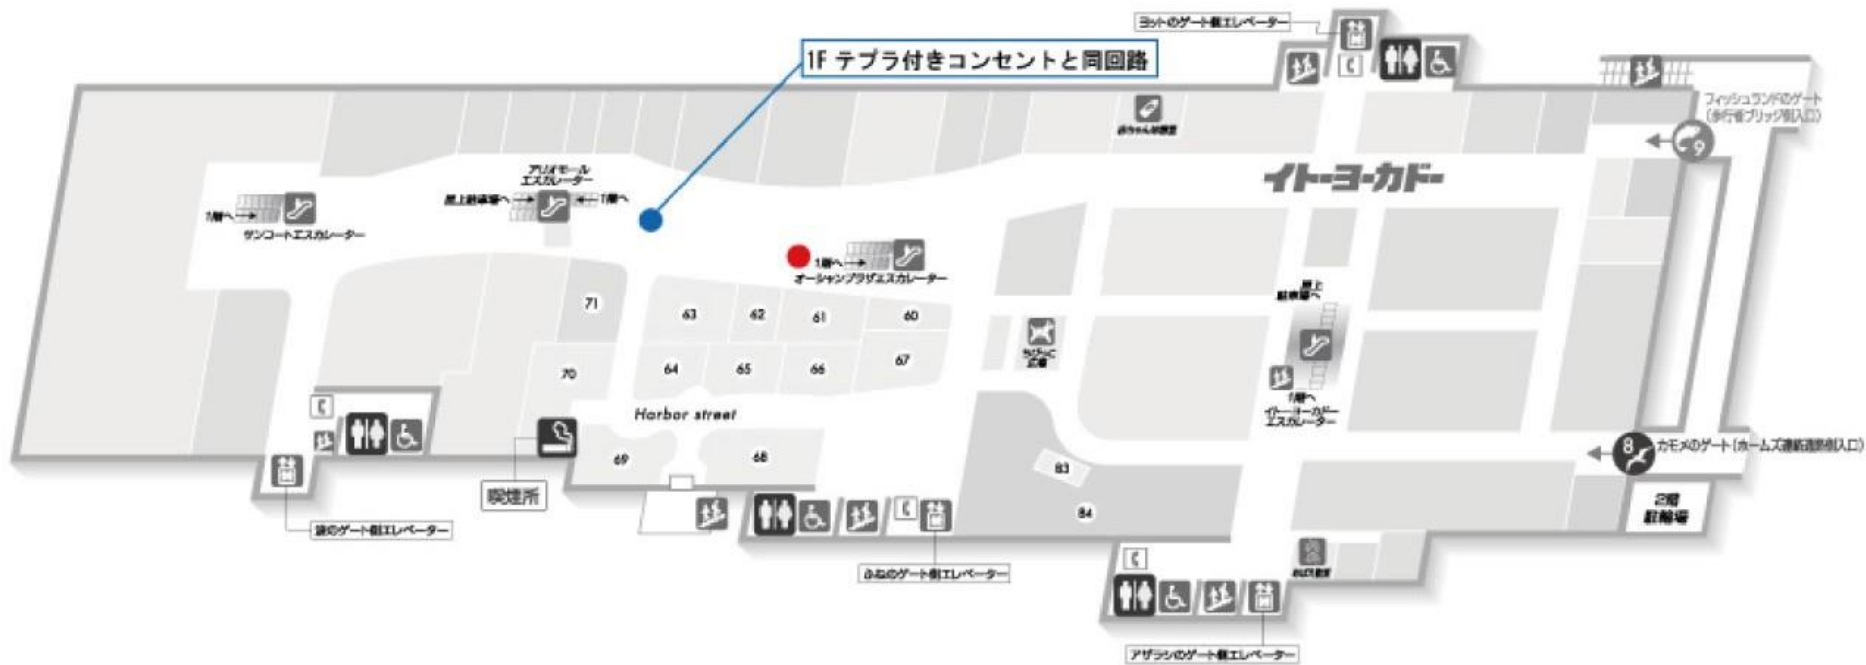 ヨットのゲート側エレベーター
1F テプラ付きコンセントと同回路
フィッシュランドのゲート
(歩行者ブリッジ側入口)
9
赤ちゃん休憩室
イトーヨーカドー
アリオモール
エスカレーター
屋上駐車場へ
1階へ
1階へ
サンコートエスカレーター
1階へ
オーシャンプラザエスカレーター
屋上
駐車場へ
71
63
62
61
60
70
64
65
66
67
広場
1階へ
イトーヨーカドー
エスカレーター
Harbor street
69
68
8
カモメのゲート(ホームズ連絡通路側入口)
83
84
喫煙所
2階
駐輪場
波のゲート側エレベーター
ふねのゲート側エレベーター
アザラシのゲート側エレベーター